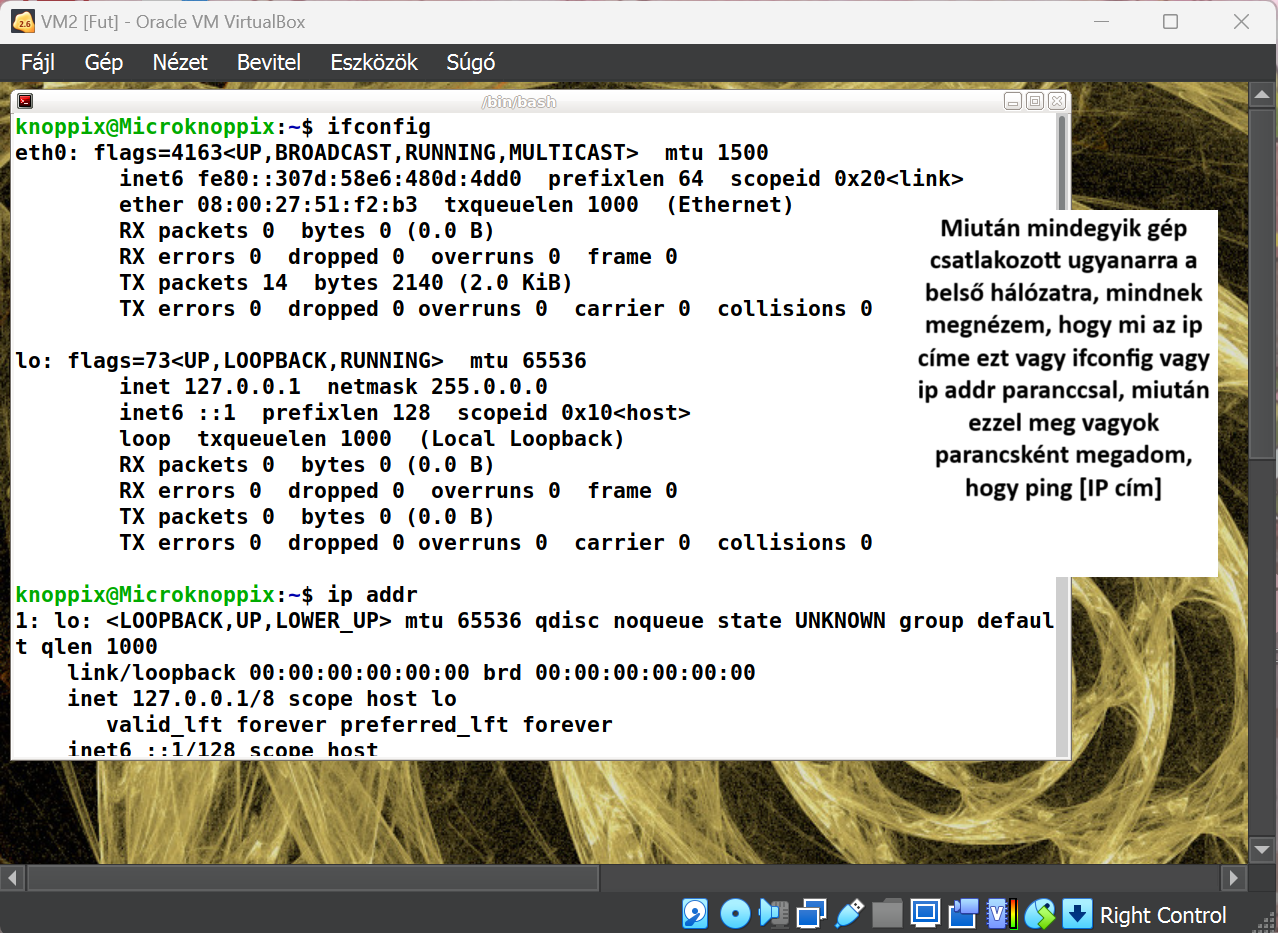 VM2 [Fut] - Oracle VM VirtualBox
Fájl Gép Nézet Bevitel Eszközök Súgó
/bin/bash
knoppix@Microknoppix:~$ ifconfig
eth0: flags=4163<UP,BROADCAST,RUNNING,MULTICAST>  mtu 1500
        inet6 fe80::307d:58e6:480d:4dd0  prefixlen 64  scopeid 0x20<link>
        ether 08:00:27:51:f2:b3  txqueuelen 1000  (Ethernet)
        RX packets 0  bytes 0 (0.0 B)
        RX errors 0  dropped 0  overruns 0  frame 0
        TX packets 14  bytes 2140 (2.0 KiB)
        TX errors 0  dropped 0 overruns 0  carrier 0  collisions 0
lo: flags=73<UP,LOOPBACK,RUNNING>  mtu 65536
        inet 127.0.0.1  netmask 255.0.0.0
        inet6 ::1  prefixlen 128  scopeid 0x10<host>
        loop  txqueuelen 1000  (Local Loopback)
        RX packets 0  bytes 0 (0.0 B)
        RX errors 0  dropped 0  overruns 0  frame 0
        TX packets 0  bytes 0 (0.0 B)
        TX errors 0  dropped 0 overruns 0  carrier 0  collisions 0
knoppix@Microknoppix:~$ ip addr
1: lo: <LOOPBACK,UP,LOWER_UP> mtu 65536 qdisc noqueue state UNKNOWN group defaul
t qlen 1000
    link/loopback 00:00:00:00:00:00 brd 00:00:00:00:00:00
    inet 127.0.0.1/8 scope host lo
       valid_lft forever preferred_lft forever
    inet6 ::1/128 scope host
Miután mindegyik gép
csatlakozott ugyanarra a
belső hálózatra, mindnek
megnézem, hogy mi az ip
címe ezt vagy ifconfig vagy
ip addr paranccsal, miután
ezzel meg vagyok
parancsként megadom,
hogy ping [IP cím]
Right Control